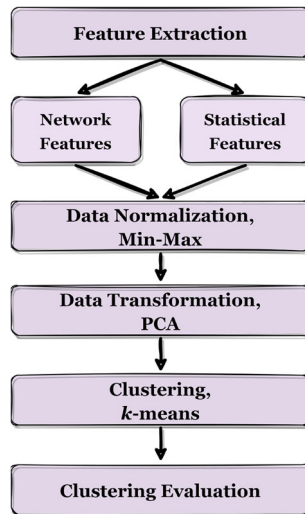 Feature Extraction
Network
Features
Statistical
Features
Data Normalization,
Min-Max
Data Transformation,
PCA
Clustering,
k-means
Clustering Evaluation